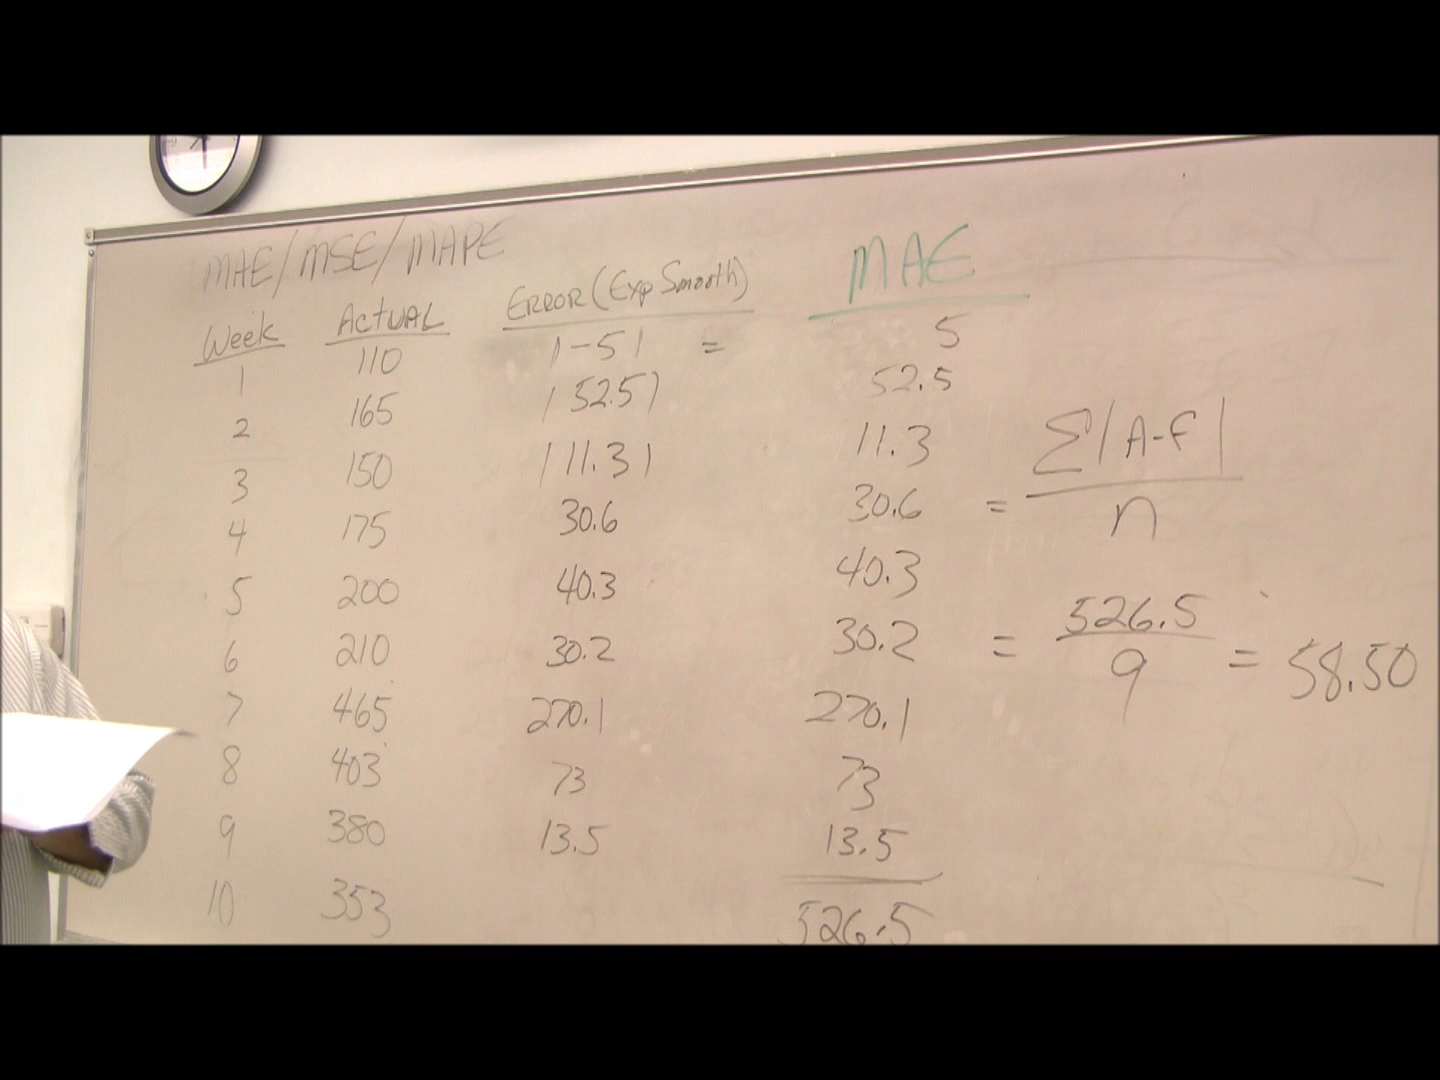 MAE/MSE/MAPE
Week ACTUAL ERROR (Exp Smooth) MAE
1 110 |-5| = 5
2 165 |52.5| 52.5
3 150 |11.3| 11.3
4 175 30.6 30.6
5 200 40.3 40.3
6 210 30.2 30.2
7 465 270.1 270.1
8 403 73 73
9 380 13.5 13.5
10 353 526.5
= Σ|A-F|
n
= 526.5 = 58.50
9